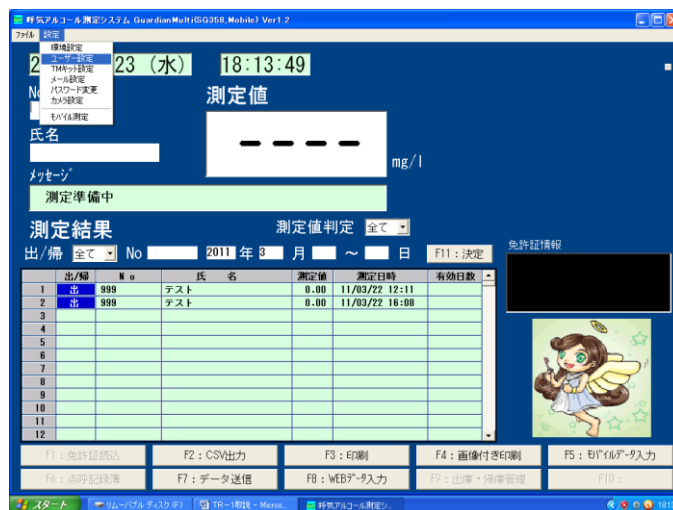 呼気アルコール測定システム GuardianMulti(SG358,Mobile) Ver1.2
ファイル 設定
環境設定
ユーザー設定
TMキット設定
メール設定
パスワード変更
カメラ設定
モバイル測定
2
23 (水)
18:13:49
No
測定値
氏名
ーーーー
mg/l
メッセージ
測定準備中
測定結果
測定値判定 全て
出/帰 全て No 2011 年 3 月 ～ 日 F11：決定
免許証情報
出/帰 No 氏 名 測定値 測定日時 有効日数
1 出 999 テスト 0.00 11/03/22 12:11
2 出 999 テスト 0.00 11/03/22 16:08
3
4
5
6
7
8
9
10
11
12
F1：免許証読込 F2：CSV出力 F3：印刷 F4：画像付き印刷 F5：モバイルデータ入力
F6：点呼記録簿 F7：データ送信 F8：WEBデータ入力 F9：出庫・帰庫管理 F10：
スタート リムーバブル ディスク (F:) - Micros... 呼気アルコール測定シ... 18:13